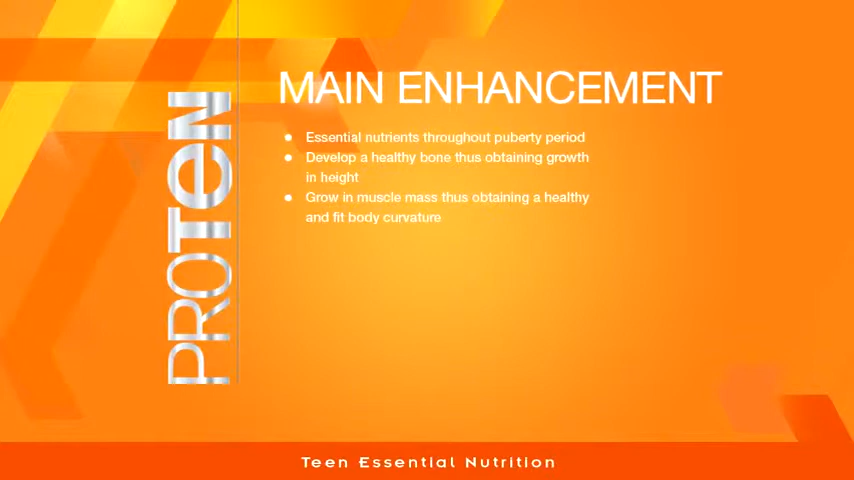 PROTeN
MAIN ENHANCEMENT
● Essential nutrients throughout puberty period
● Develop a healthy bone thus obtaining growth
in height
● Grow in muscle mass thus obtaining a healthy
and fit body curvature
Teen Essential Nutrition